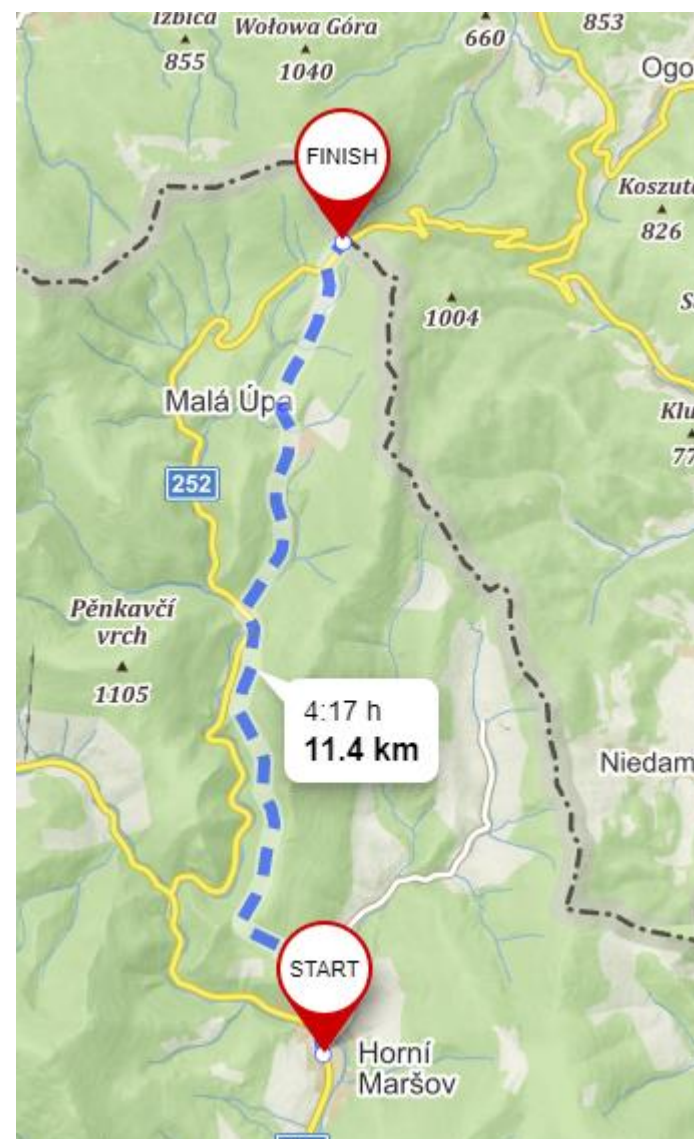 Izbica
855
Wołowa Góra
1040
660
853
Ogo
FINISH
Koszuta
826
1004
S
Malá Úpa
252
Klu
77
Pěnkavčí
vrch
1105
4:17 h
11.4 km
Niedam
START
Horní
Maršov